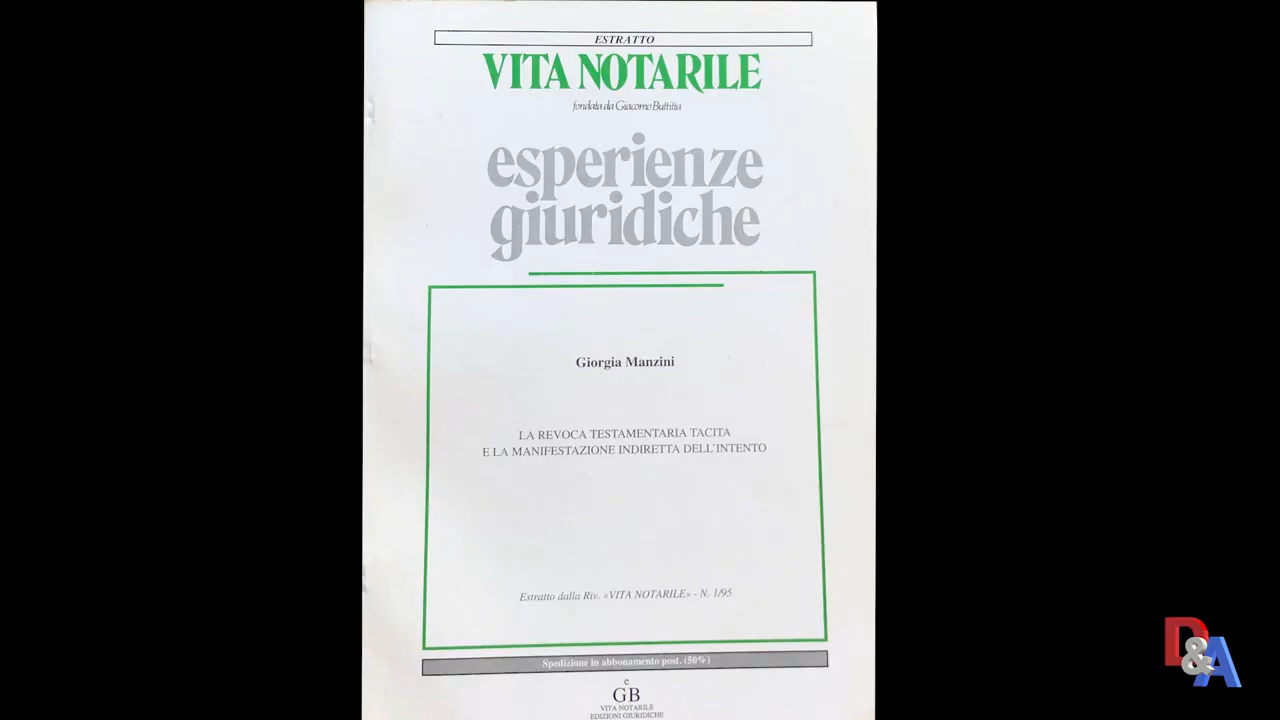 ESTRATTO
VITA NOTARILE
fondata da Giacomo Buttitta
esperienze
giuridiche
Giorgia Manzini
LA REVOCA TESTAMENTARIA TACITA
E LA MANIFESTAZIONE INDIRETTA DELL'INTENTO
Estratto dalla Riv. «VITA NOTARILE» - N. 1/95
Spedizione in abbonamento post. (50%)
e
GB
VITA NOTARILE
EDIZIONI GIURIDICHE
D&A